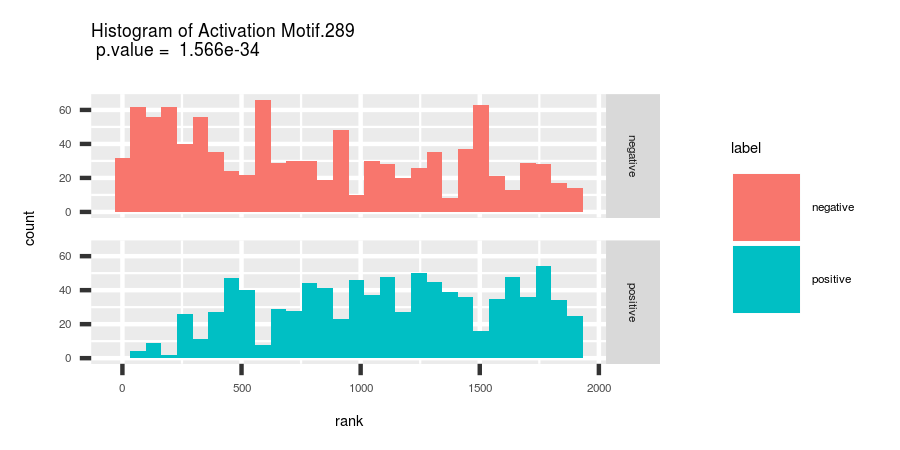 Histogram of Activation Motif.289
p.value = 1.566e-34
count
60
40
20
0
negative
60
40
20
0
positive
0 500 1000 1500 2000
rank
label
negative
positive